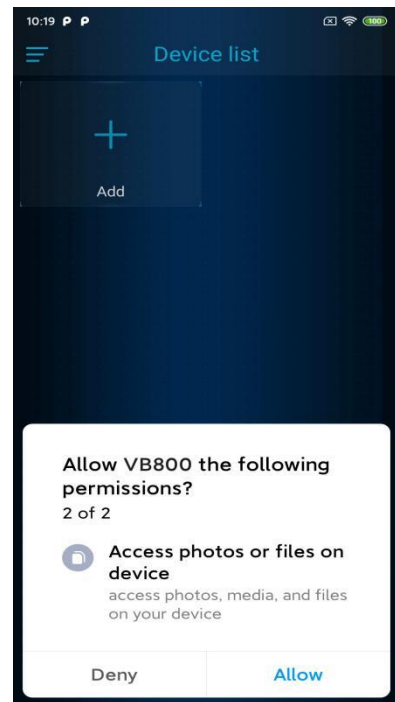 10:19 P P 100
Device list
Add
Allow VB800 the following
permissions?
2 of 2
Access photos or files on
device
access photos, media, and files
on your device
Deny Allow